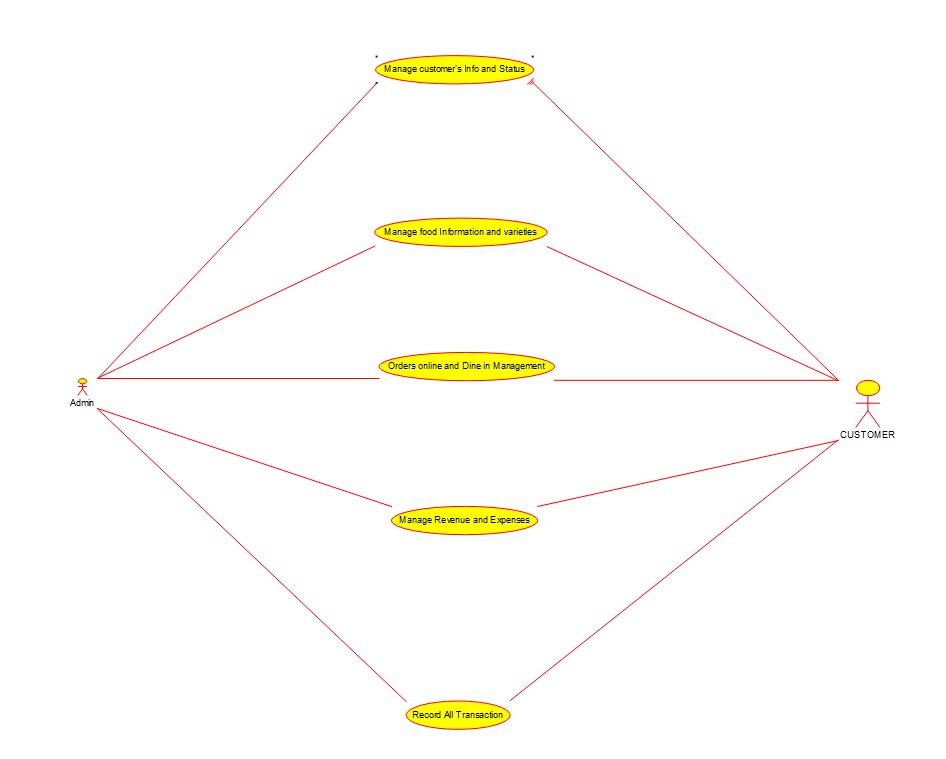 Manage customer's Info and Status
Manage food Information and varieties
Orders online and Dine in Management
Admin
CUSTOMER
Manage Revenue and Expenses
Record All Transaction